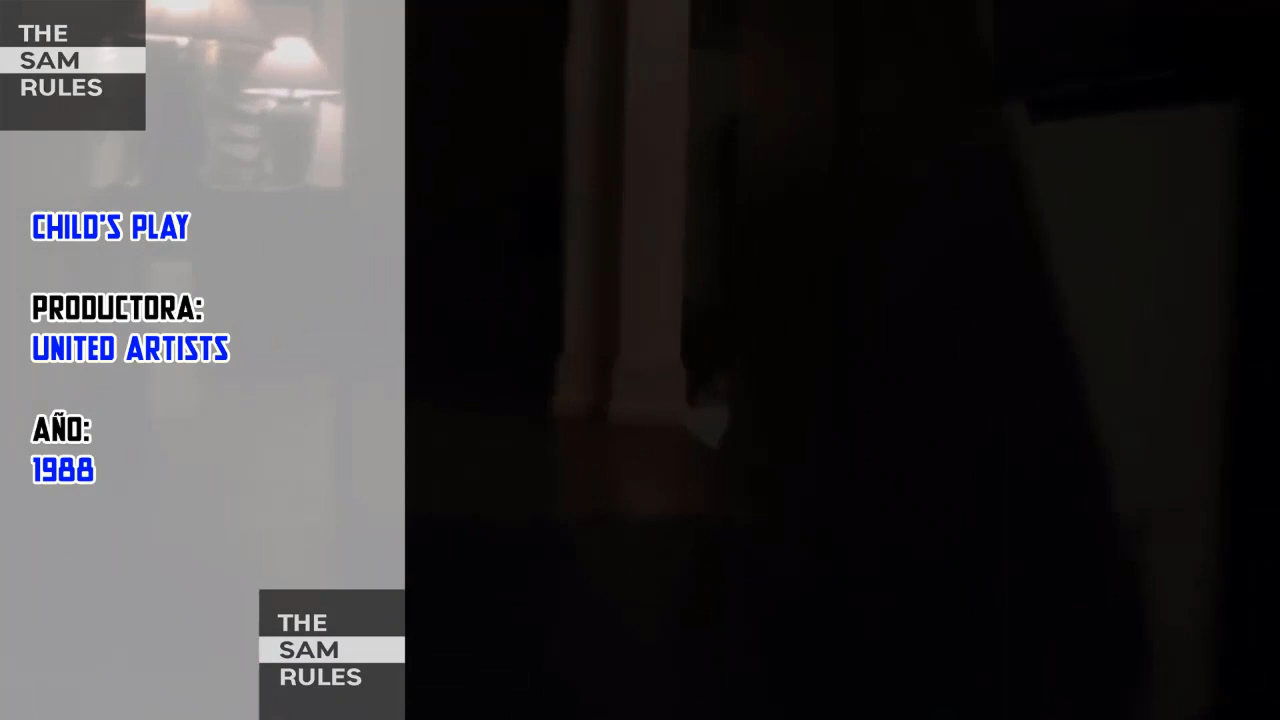 THE
SAM
RULES
CHILD'S PLAY
PRODUCTORA:
UNITED ARTISTS
AÑO:
1988
THE
SAM
RULES